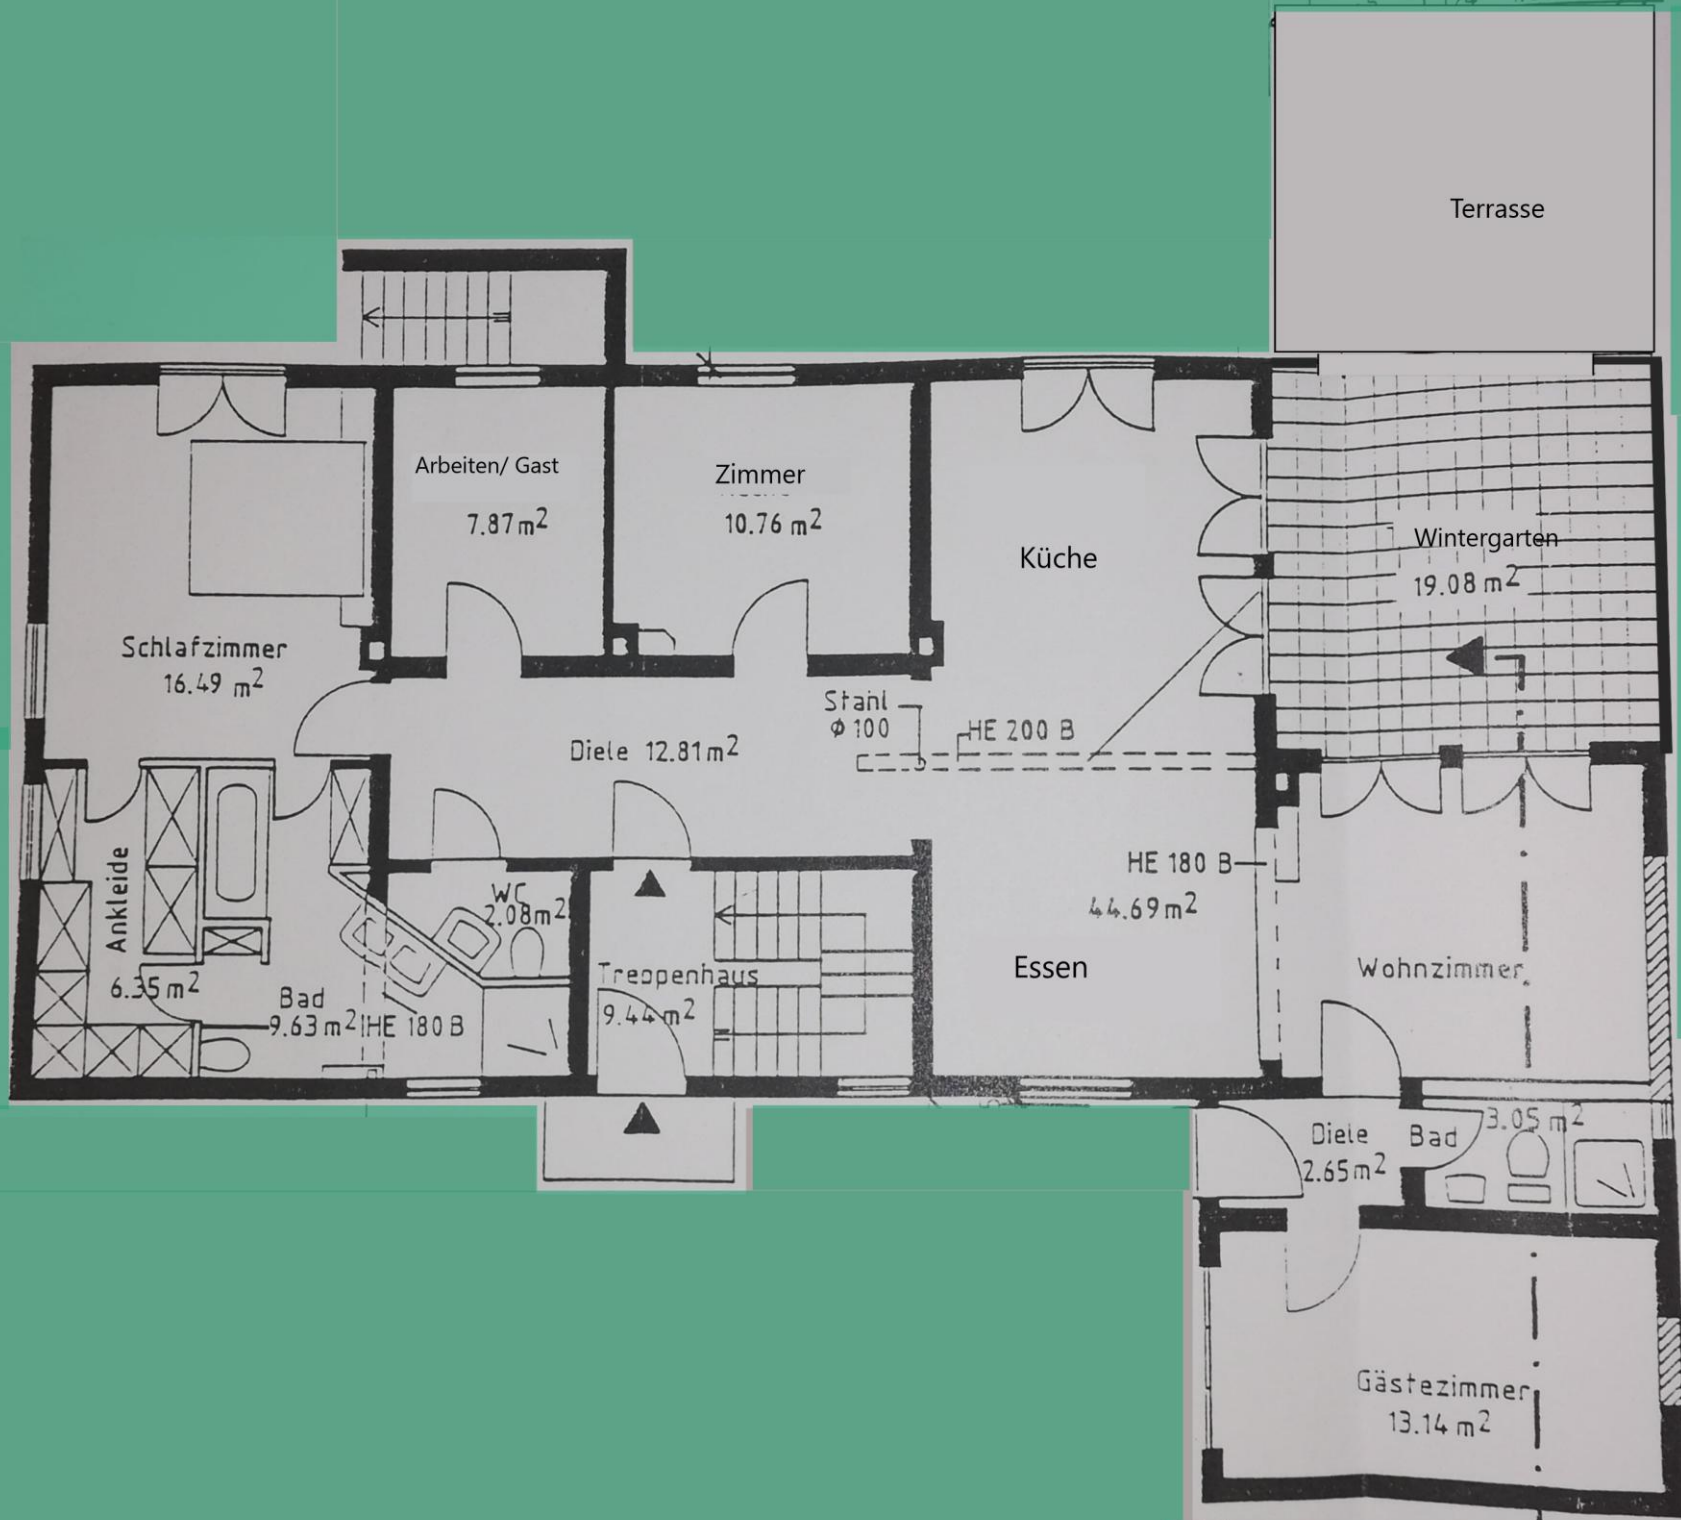 Terrasse
Arbeiten/ Gast
7.87 m2
Zimmer
10.76 m2
Küche
Wintergarten
19.08 m2
Schlafzimmer
16.49 m2
Stahl
φ 100
HE 200 B
Diele 12.81 m2
HE 180 B
44.69 m2
Ankleide
6.35 m2
WC
2.08 m2
Essen
Wohnzimmer
Treppenhaus
9.44 m2
Bad
9.63 m2
HE 180 B
Diele
2.65 m2
Bad
3.05 m2
Gästezimmer
13.14 m2